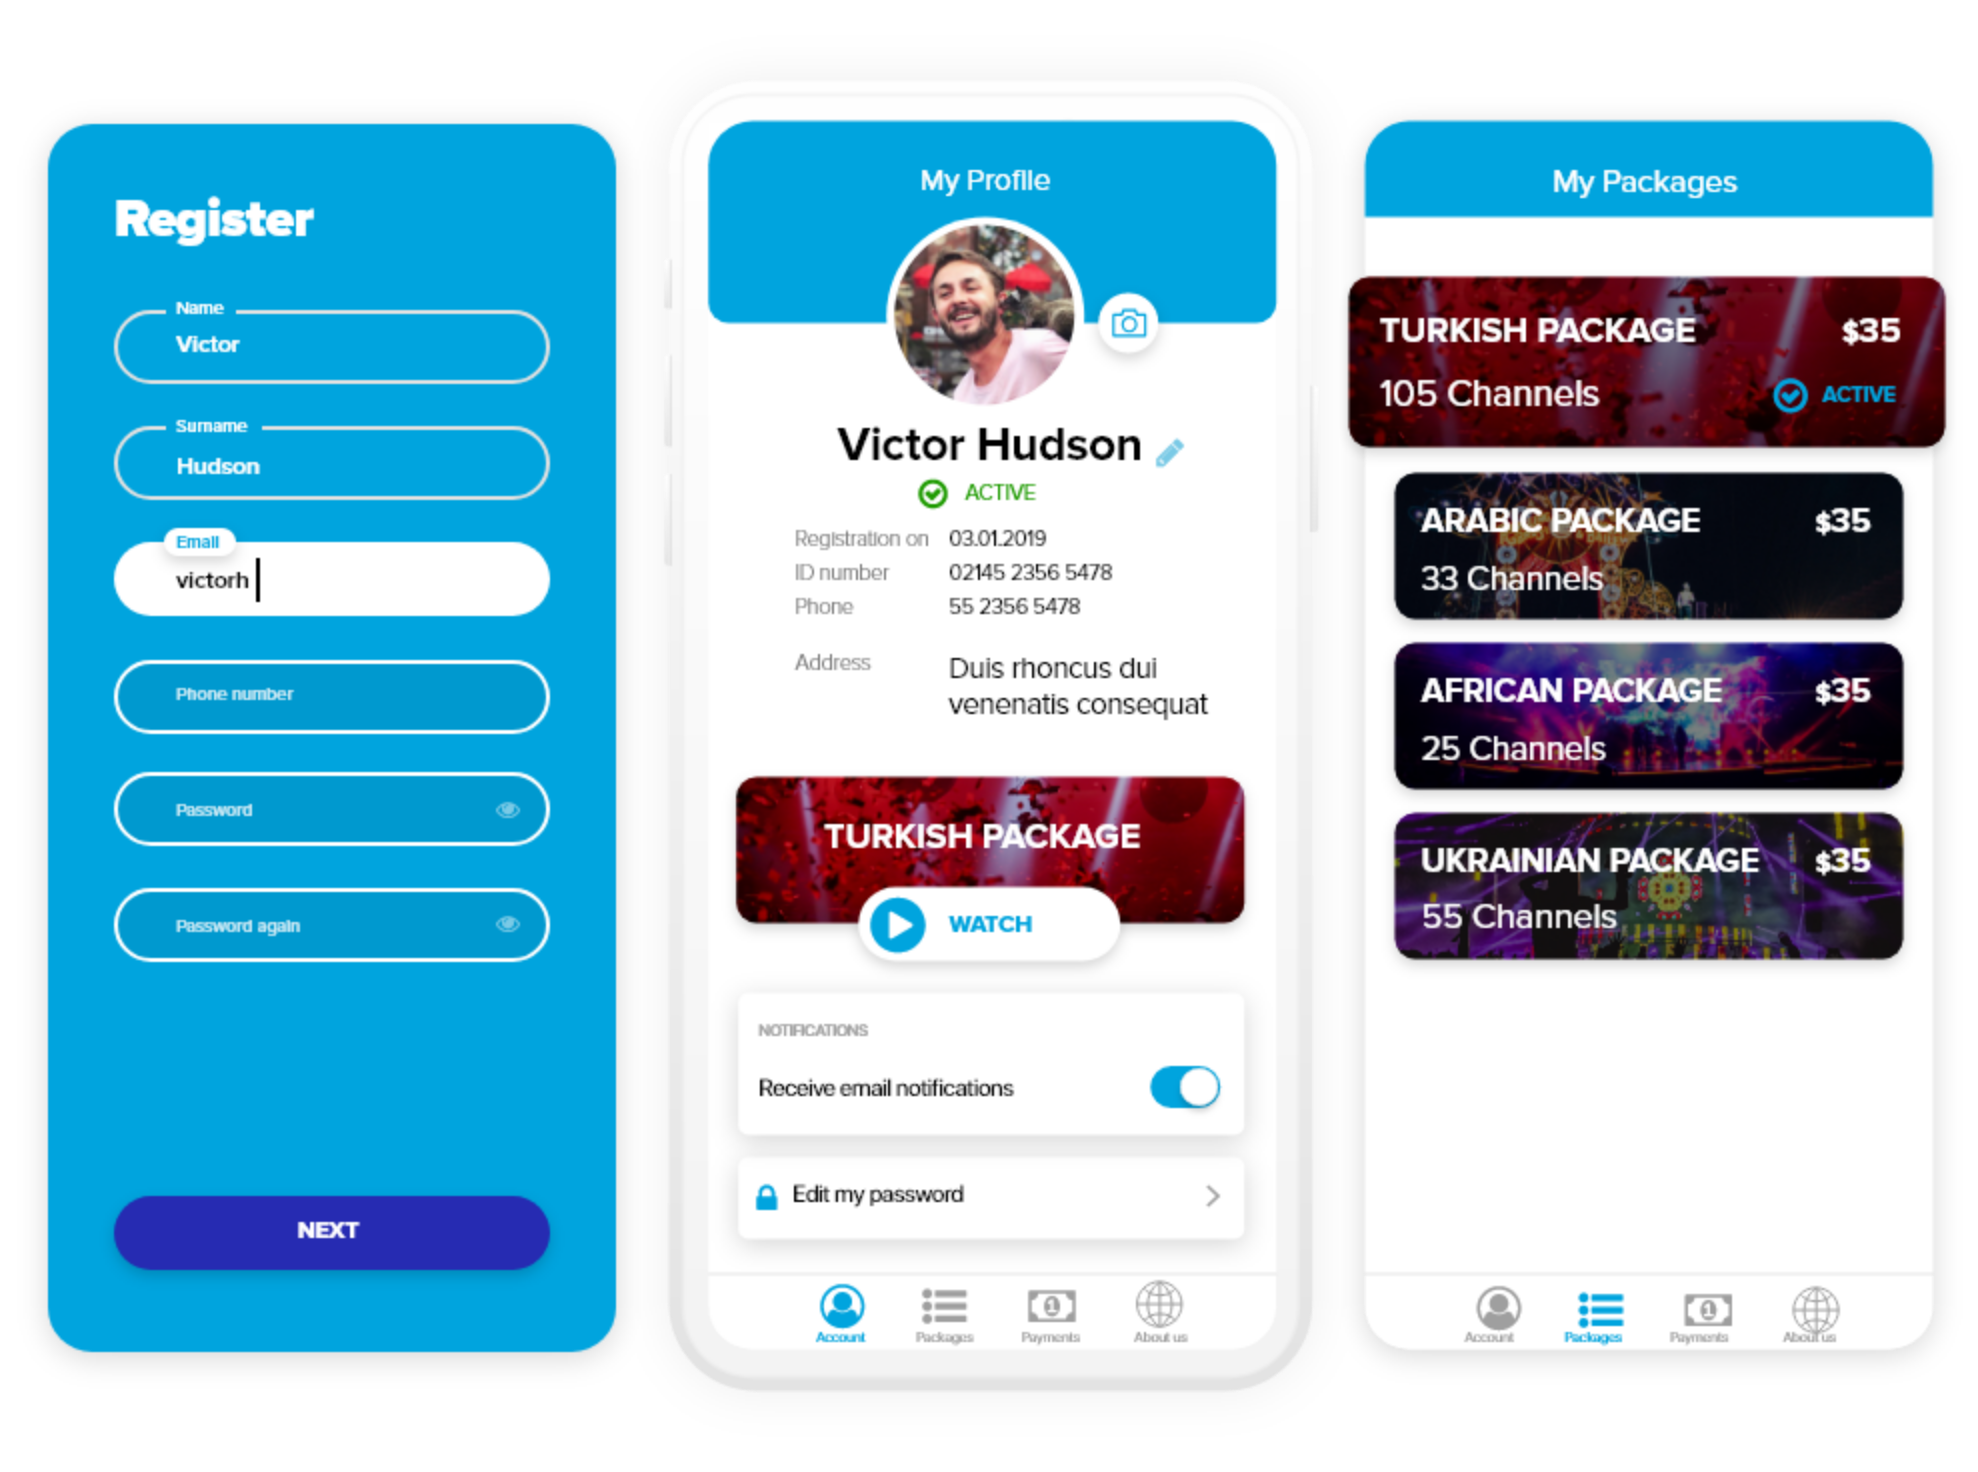 Register
Name
Victor
Surname
Hudson
Email
victorh
Phone number
Password
Password again
NEXT
My Profile
Victor Hudson
ACTIVE
Registration on 03.01.2019
ID number 02145 2356 5478
Phone 55 2356 5478
Address Duis rhoncus dui
venenatis consequat
TURKISH PACKAGE
WATCH
NOTIFICATIONS
Receive email notifications
Edit my password
Account Packages Payments About us
My Packages
TURKISH PACKAGE $35
105 Channels ACTIVE
ARABIC PACKAGE $35
33 Channels
AFRICAN PACKAGE $35
25 Channels
UKRAINIAN PACKAGE $35
55 Channels
Account Packages Payments About us